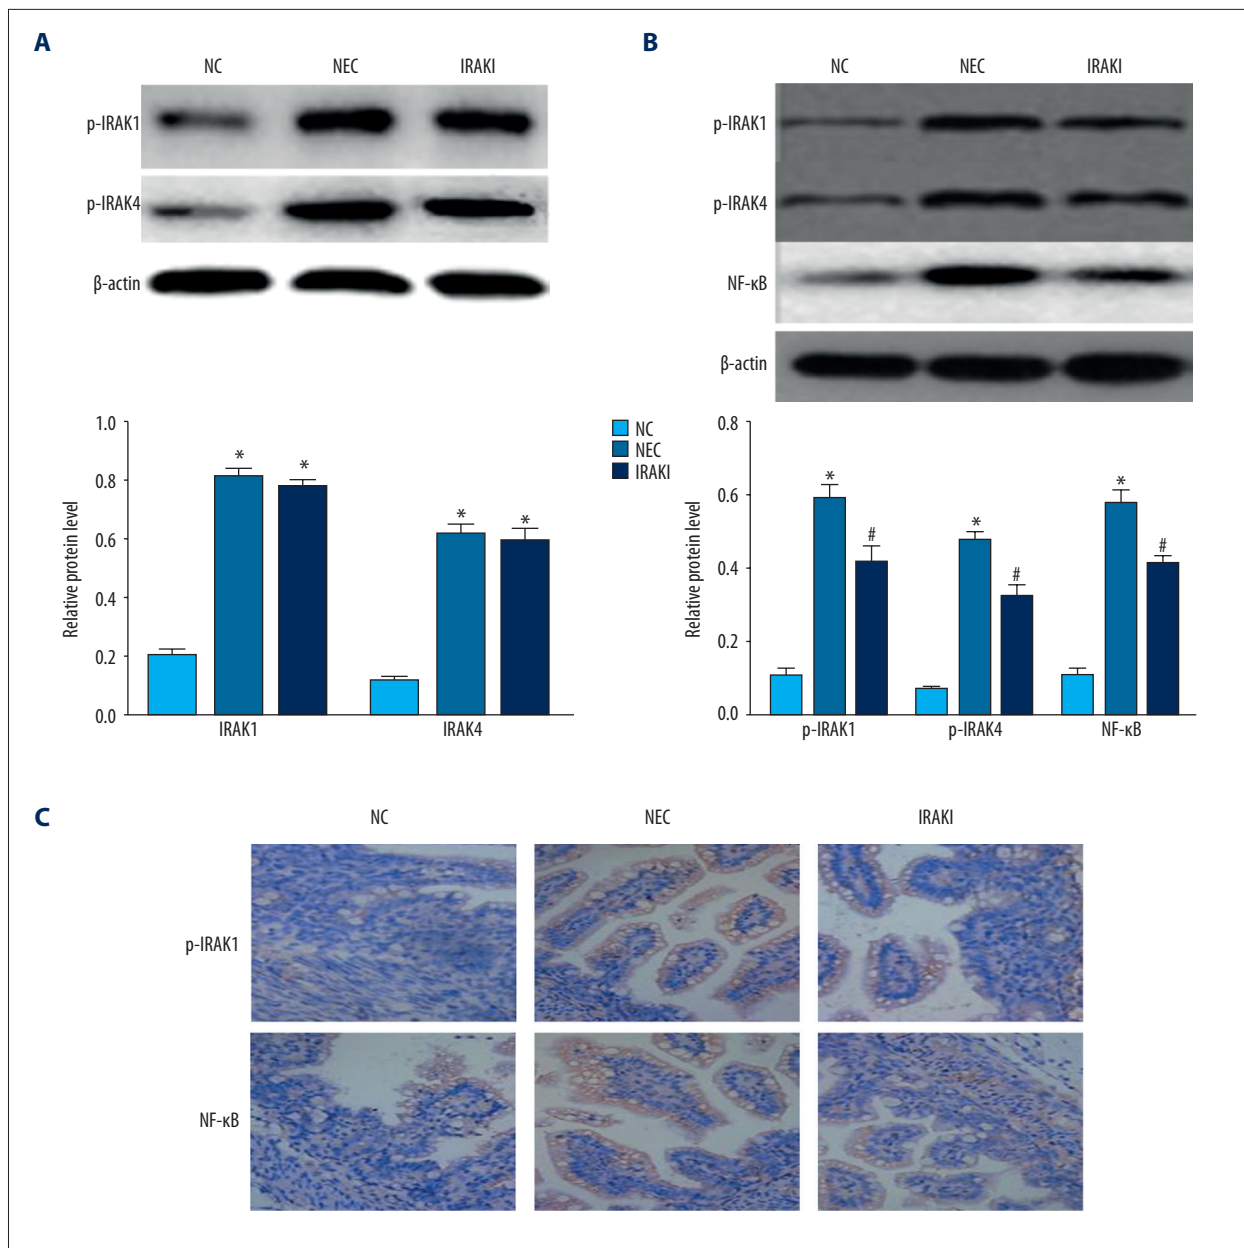 A
NC NEC IRAKI
p-IRAK1
p-IRAK4
β-actin
1.0
0.8
0.6
0.4
0.2
0.0
Relative protein level
* * * *
IRAK1 IRAK4
NC
NEC
IRAKI
B
NC NEC IRAKI
p-IRAK1
p-IRAK4
NF-κB
β-actin
0.8
0.6
0.4
0.2
0.0
Relative protein level
* # * # * #
p-IRAK1 p-IRAK4 NF-κB
C
NC NEC IRAKI
p-IRAK1
NF-κB